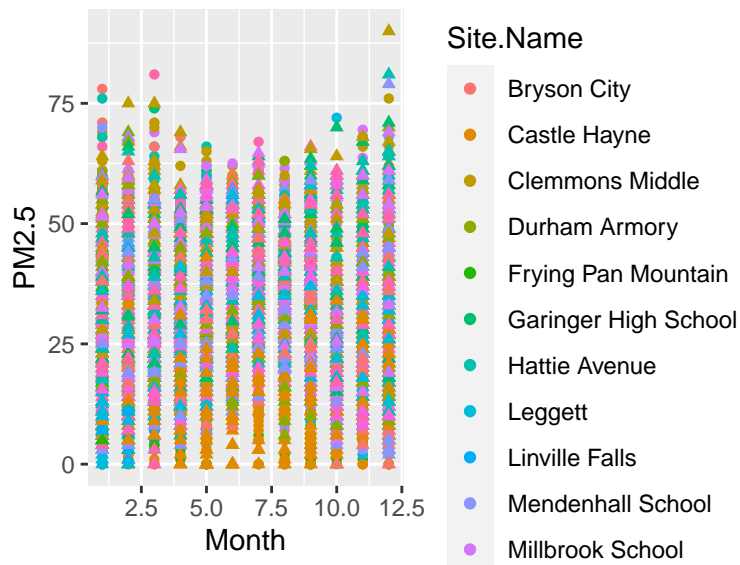 Site.Name
Bryson City
Castle Hayne
Clemmons Middle
Durham Armory
Frying Pan Mountain
Garinger High School
Hattie Avenue
Leggett
Linville Falls
Mendenhall School
Millbrook School
PM2.5
75
50
25
0
2.5 5.0 7.5 10.0 12.5
Month